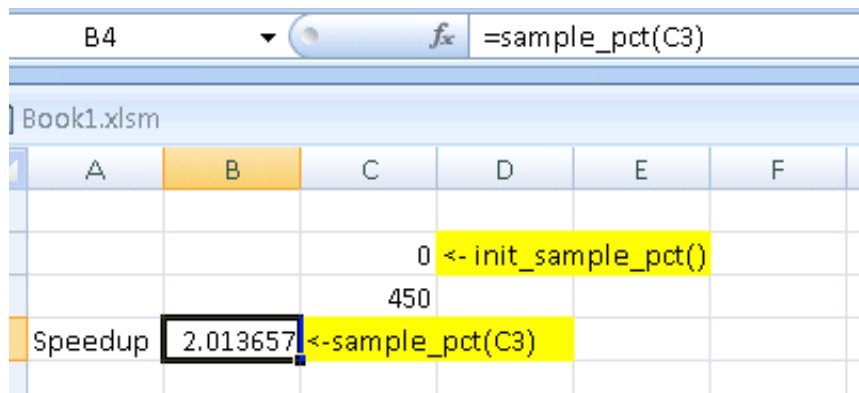 B4 fx =sample_pct(C3)
Book1.xlsm
A B C D E F
0 <- init_sample_pct()
450
Speedup 2.013657 <-sample_pct(C3)